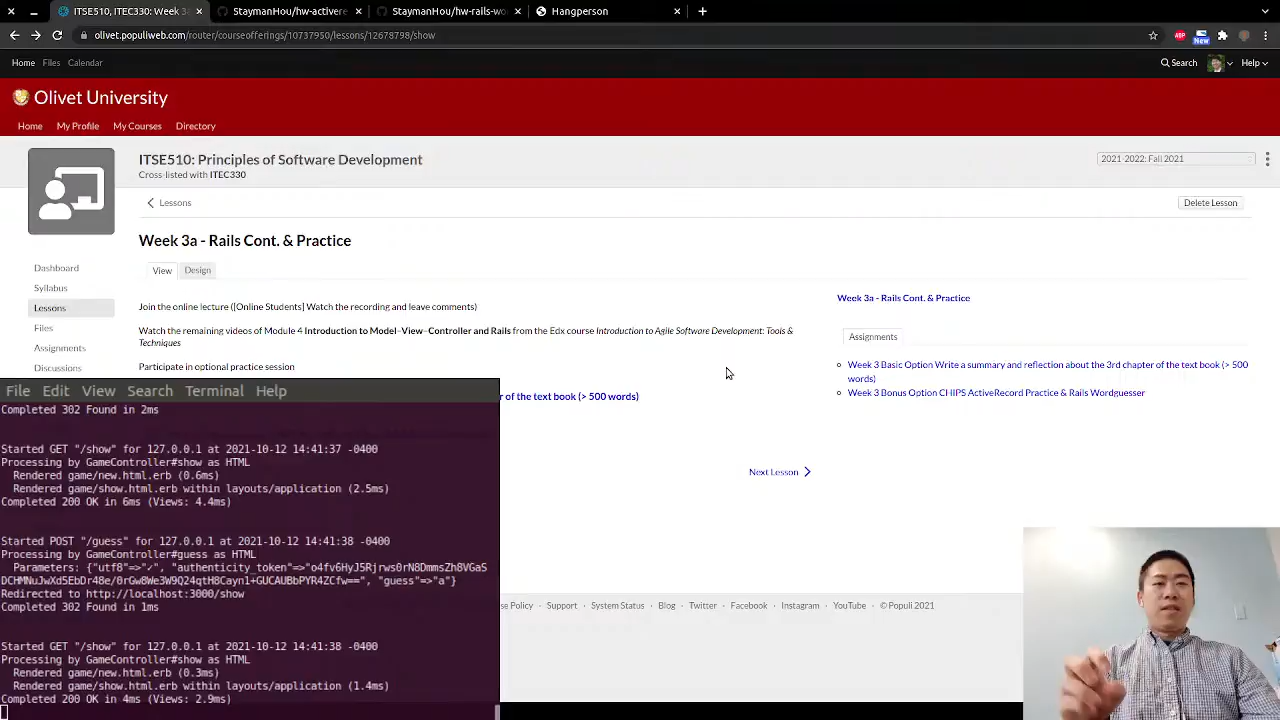 ITSE510, ITEC330: Week 3
StaymanHou/hw-activere
StaymanHou/hw-rails-wo
Hangperson
olivet.populiweb.com/router/courseofferings/10737950/lessons/12678798/show
ABP
New
Home Files Calendar
Search
Help
Olivet University
Home My Profile My Courses Directory
ITSE510: Principles of Software Development
Cross-listed with ITEC330
2021-2022: Fall 2021
Lessons
Delete Lesson
Week 3a - Rails Cont. & Practice
View Design
Dashboard
Syllabus
Lessons
Files
Assignments
Discussions
Join the online lecture ([Online Students] Watch the recording and leave comments)
Watch the remaining videos of Module 4 Introduction to Model–View–Controller and Rails from the Edx course Introduction to Agile Software Development: Tools &
Techniques
Participate in optional practice session
r of the text book (> 500 words)
Next Lesson
Week 3a - Rails Cont. & Practice
Assignments
Week 3 Basic Option Write a summary and reflection about the 3rd chapter of the text book (> 500
words)
Week 3 Bonus Option CHIPS ActiveRecord Practice & Rails Wordguesser
File Edit View Search Terminal Help
Completed 302 Found in 2ms
Started GET "/show" for 127.0.0.1 at 2021-10-12 14:41:37 -0400
Processing by GameController#show as HTML
Rendered game/new.html.erb (0.6ms)
Rendered game/show.html.erb within layouts/application (2.5ms)
Completed 200 OK in 6ms (Views: 4.4ms)
Started POST "/guess" for 127.0.0.1 at 2021-10-12 14:41:38 -0400
Processing by GameController#guess as HTML
Parameters: {"utf8"=>"✓", "authenticity_token"=>"o4fv6HyJ5Rjrws0rN8DmmsZh8VGaS
DCHMNuJwXd5EbDr48e/0rGw8We3W9Q24qtH8Cayn1+GUCAUBbPYR4ZCfw==", "guess"=>"a"}
Redirected to http://localhost:3000/show
Completed 302 Found in 1ms
Started GET "/show" for 127.0.0.1 at 2021-10-12 14:41:38 -0400
Processing by GameController#show as HTML
Rendered game/new.html.erb (0.3ms)
Rendered game/show.html.erb within layouts/application (1.4ms)
Completed 200 OK in 4ms (Views: 2.9ms)
se Policy · Support · System Status · Blog · Twitter · Facebook · Instagram · YouTube · © Populi 2021